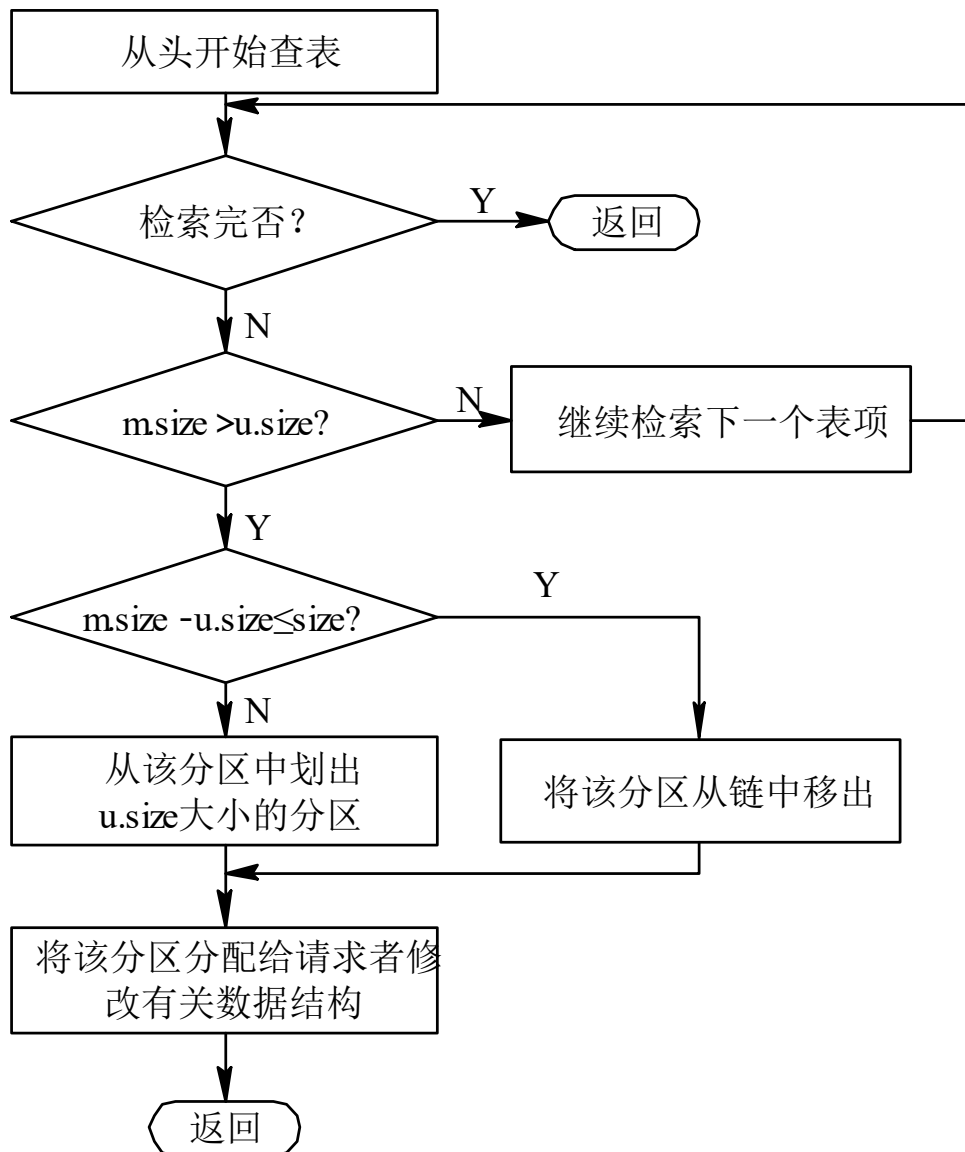 从头开始查表
检索完否？
Y
返回
N
m.size >u.size?
N
继续检索下一个表项
Y
m.size -u.size≤size?
Y
N
从该分区中划出
u.size大小的分区
将该分区从链中移出
将该分区分配给请求者修
改有关数据结构
返回